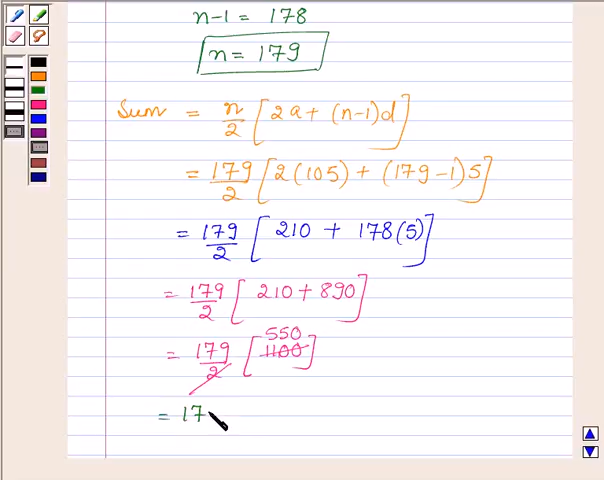 n-1 = 178
n = 179
Sum = n/2 [2a + (n-1)d]
= 179/2 [2(105) + (179-1)5]
= 179/2 [210 + 178(5)]
= 179/2 [210 + 890]
550
= 179/2 [1100]
= 17